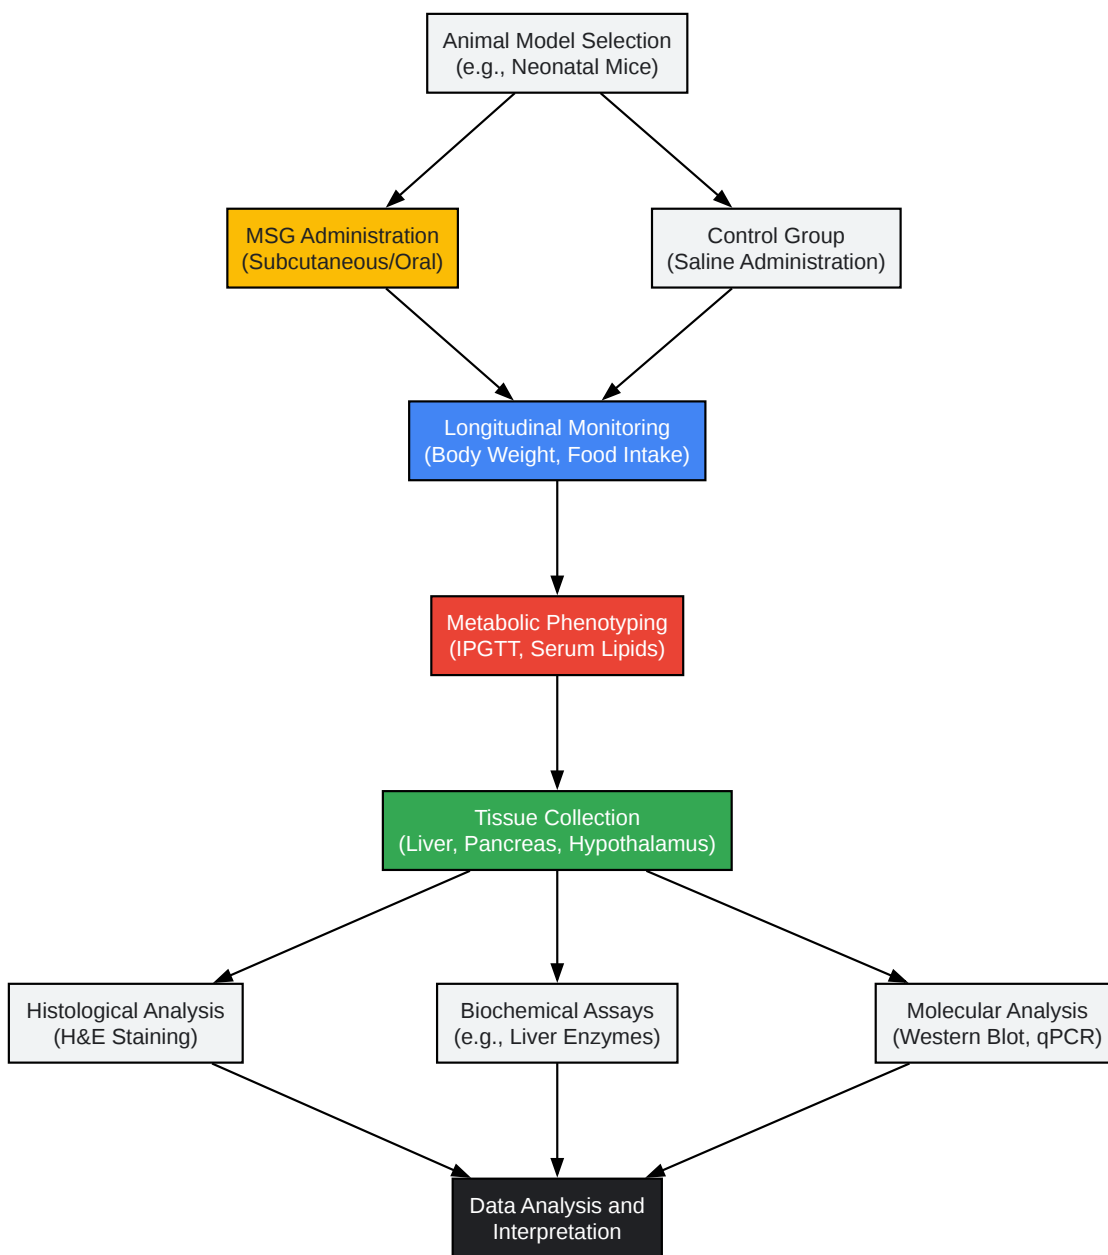 Animal Model Selection
(e.g., Neonatal Mice)
MSG Administration
(Subcutaneous/Oral)
Control Group
(Saline Administration)
Longitudinal Monitoring
(Body Weight, Food Intake)
Metabolic Phenotyping
(IPGTT, Serum Lipids)
Tissue Collection
(Liver, Pancreas, Hypothalamus)
Histological Analysis
(H&E Staining)
Biochemical Assays
(e.g., Liver Enzymes)
Molecular Analysis
(Western Blot, qPCR)
Data Analysis and
Interpretation